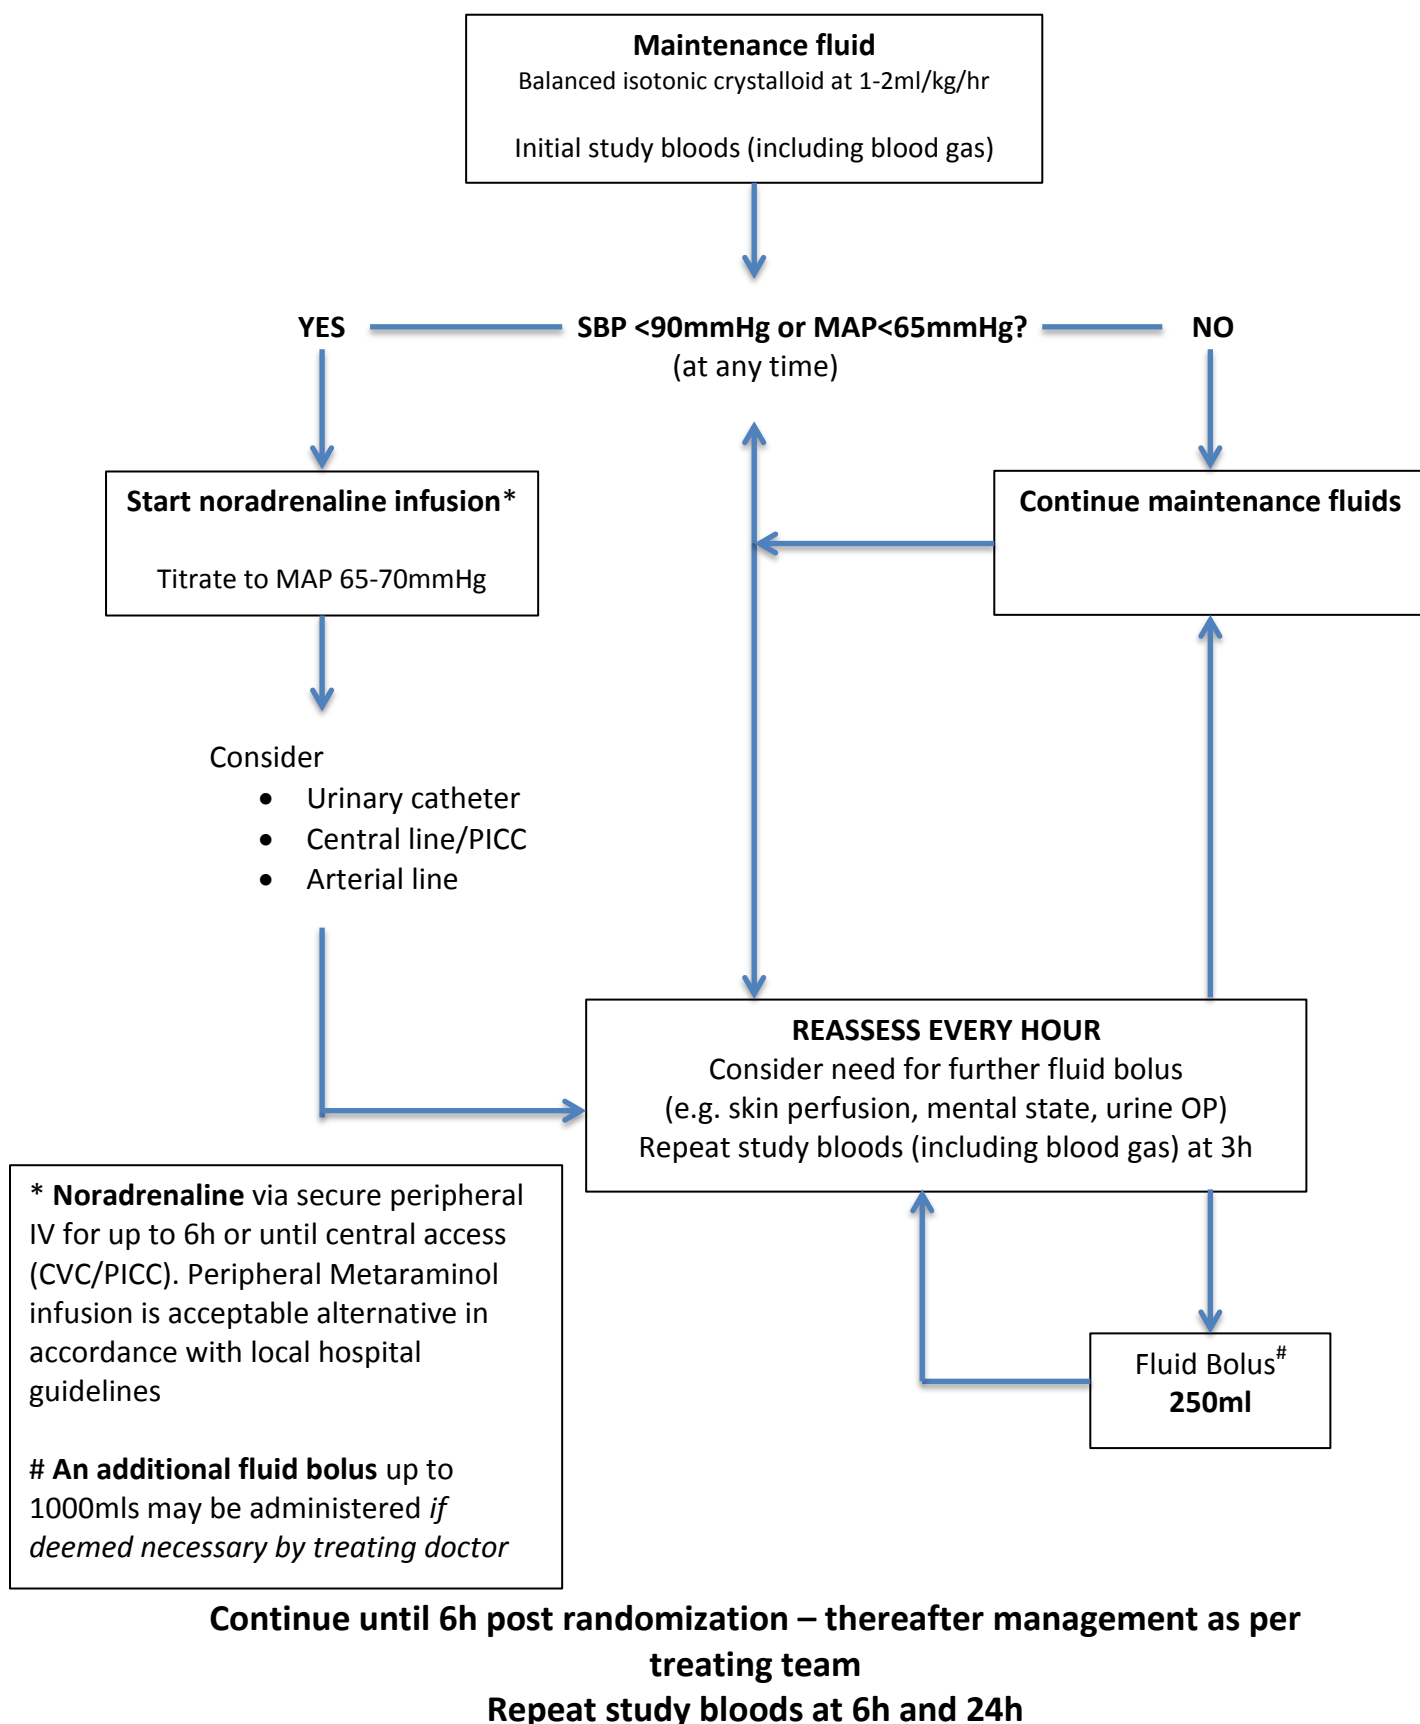 Maintenance fluid
Balanced isotonic crystalloid at 1-2ml/kg/hr
Initial study bloods (including blood gas)
YES
SBP <90mmHg or MAP<65mmHg?
NO
(at any time)
Start noradrenaline infusion*
Titrate to MAP 65-70mmHg
Continue maintenance fluids
Consider
• Urinary catheter
• Central line/PICC
• Arterial line
REASSESS EVERY HOUR
Consider need for further fluid bolus
(e.g. skin perfusion, mental state, urine OP)
Repeat study bloods (including blood gas) at 3h
* Noradrenaline via secure peripheral
IV for up to 6h or until central access
(CVC/PICC). Peripheral Metaraminol
infusion is acceptable alternative in
accordance with local hospital
guidelines
# An additional fluid bolus up to
1000mls may be administered if
deemed necessary by treating doctor
Fluid Bolus#
250ml
Continue until 6h post randomization – thereafter management as per
treating team
Repeat study bloods at 6h and 24h